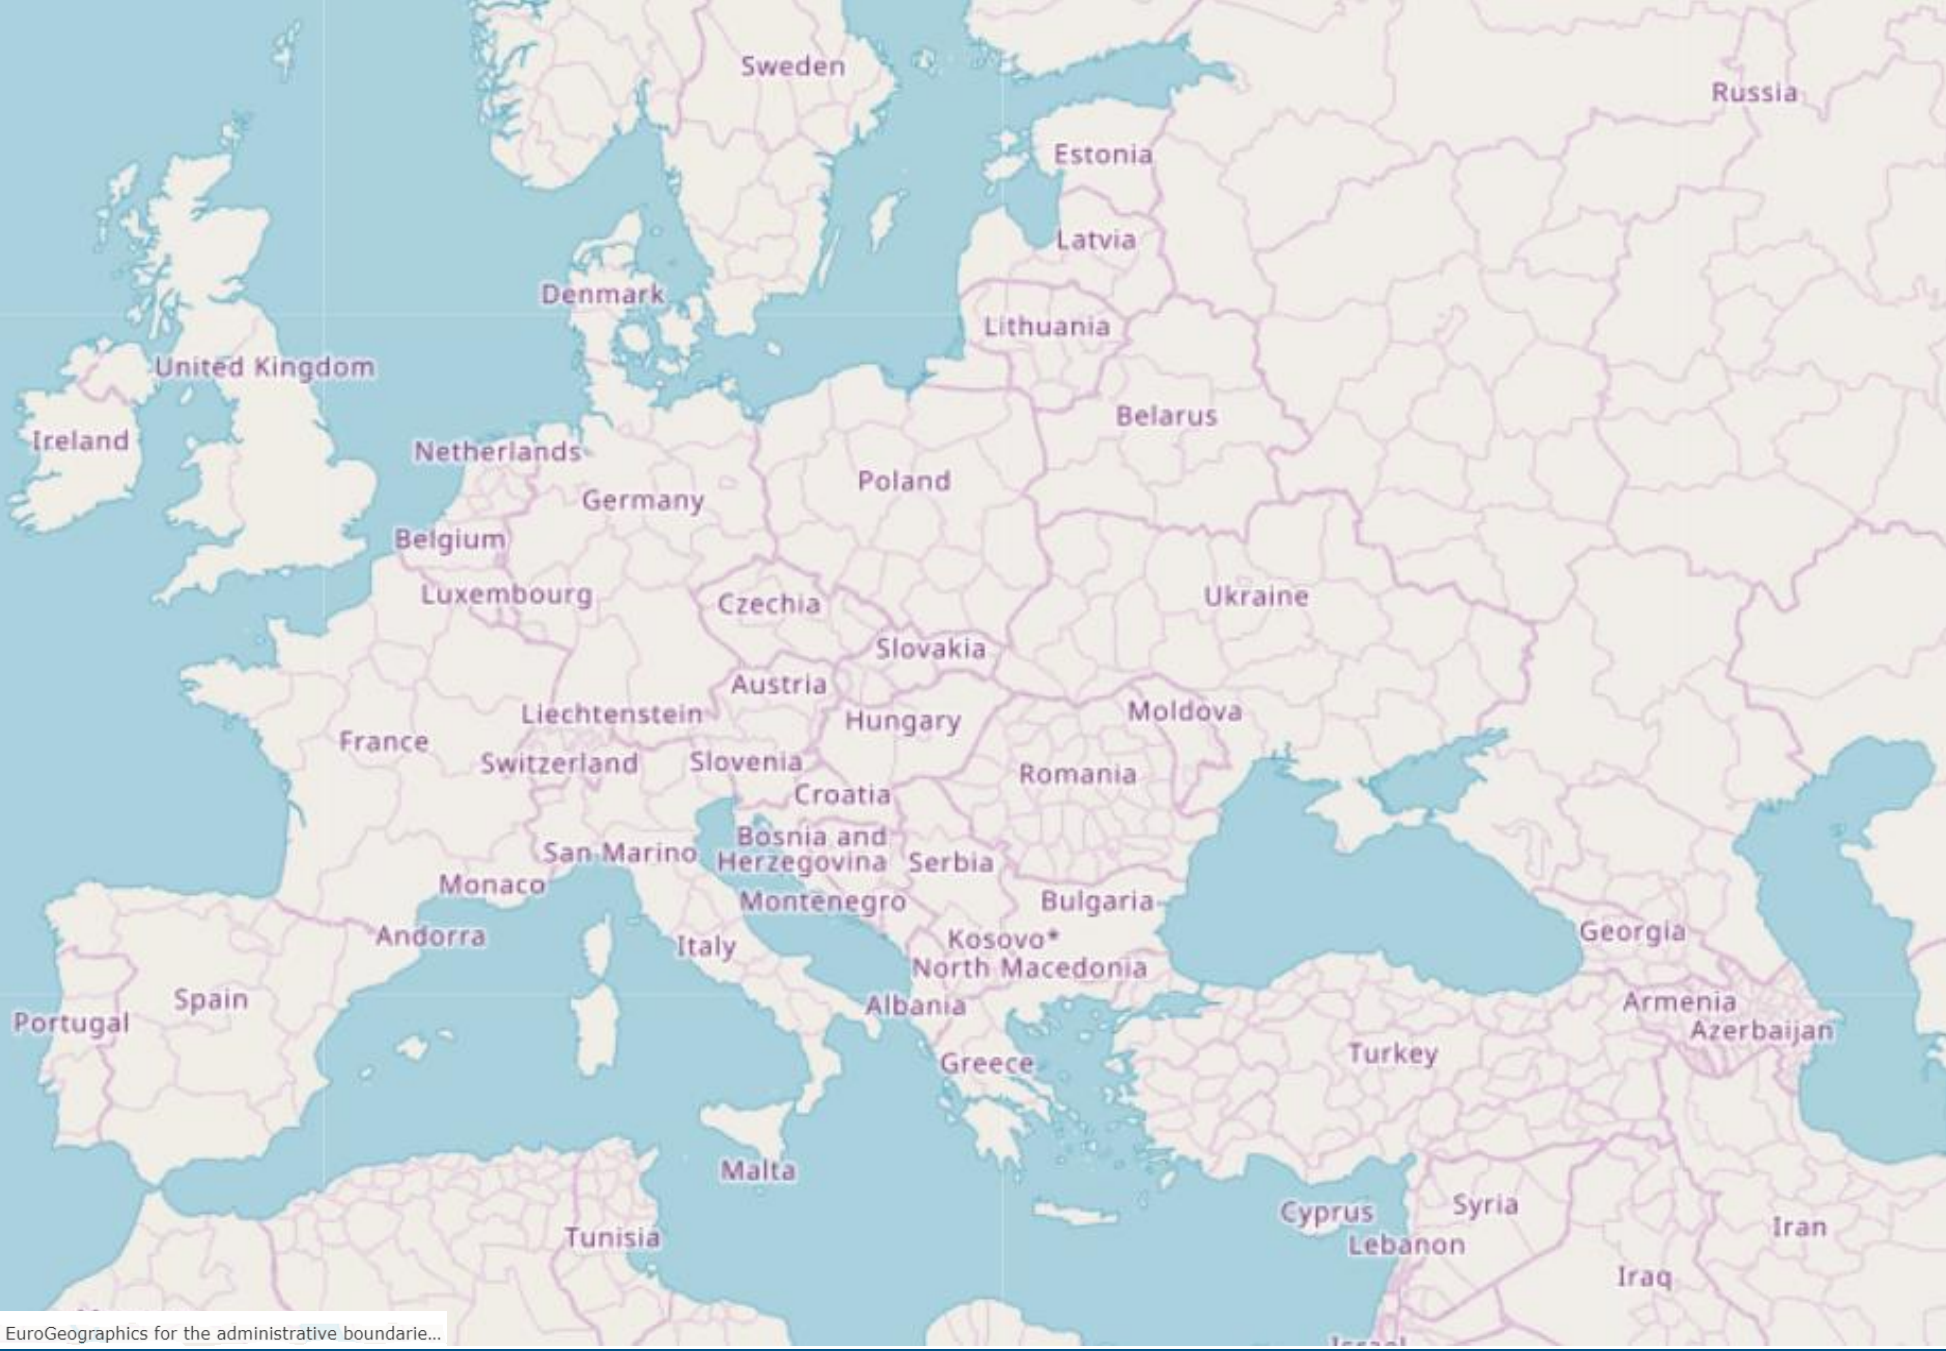 Sweden
Russia
Estonia
Latvia
Denmark
Lithuania
United Kingdom
Belarus
Ireland
Netherlands
Poland
Germany
Belgium
Luxembourg
Czechia
Ukraine
Slovakia
Austria
Liechtenstein
Hungary
Moldova
France
Switzerland
Slovenia
Romania
Croatia
Bosnia and
Herzegovina
San Marino
Serbia
Monaco
Montenegro
Bulgaria
Andorra
Italy
Kosovo*
Georgia
North Macedonia
Spain
Albania
Armenia
Portugal
Azerbaijan
Greece
Turkey
Malta
Cyprus
Syria
Tunisia
Lebanon
Iran
Iraq
Israel
EuroGeographics for the administrative boundarie...